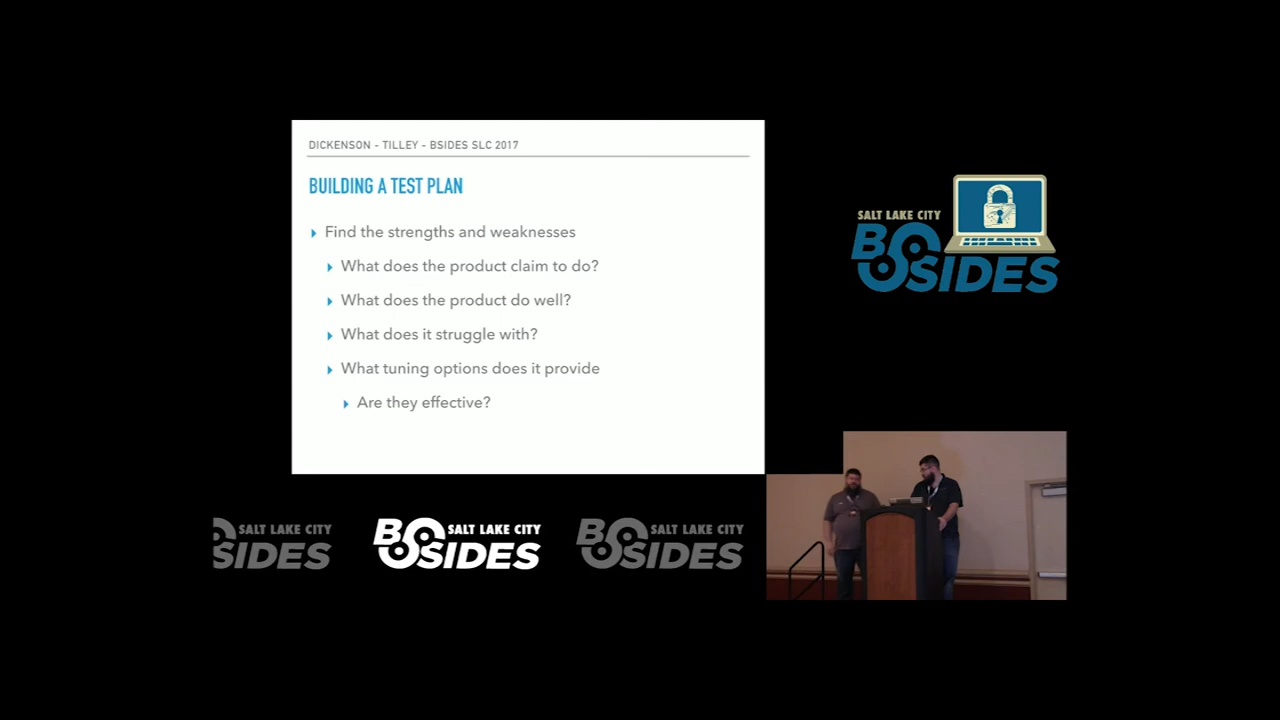 DICKENSON - TILLEY - BSIDES SLC 2017
BUILDING A TEST PLAN
Find the strengths and weaknesses
What does the product claim to do?
What does the product do well?
What does it struggle with?
What tuning options does it provide
Are they effective?
SALT LAKE CITY
BSIDES
SALT LAKE CITY
SIDES
SALT LAKE CITY
BSIDES
SALT LAKE CITY
BSIDES